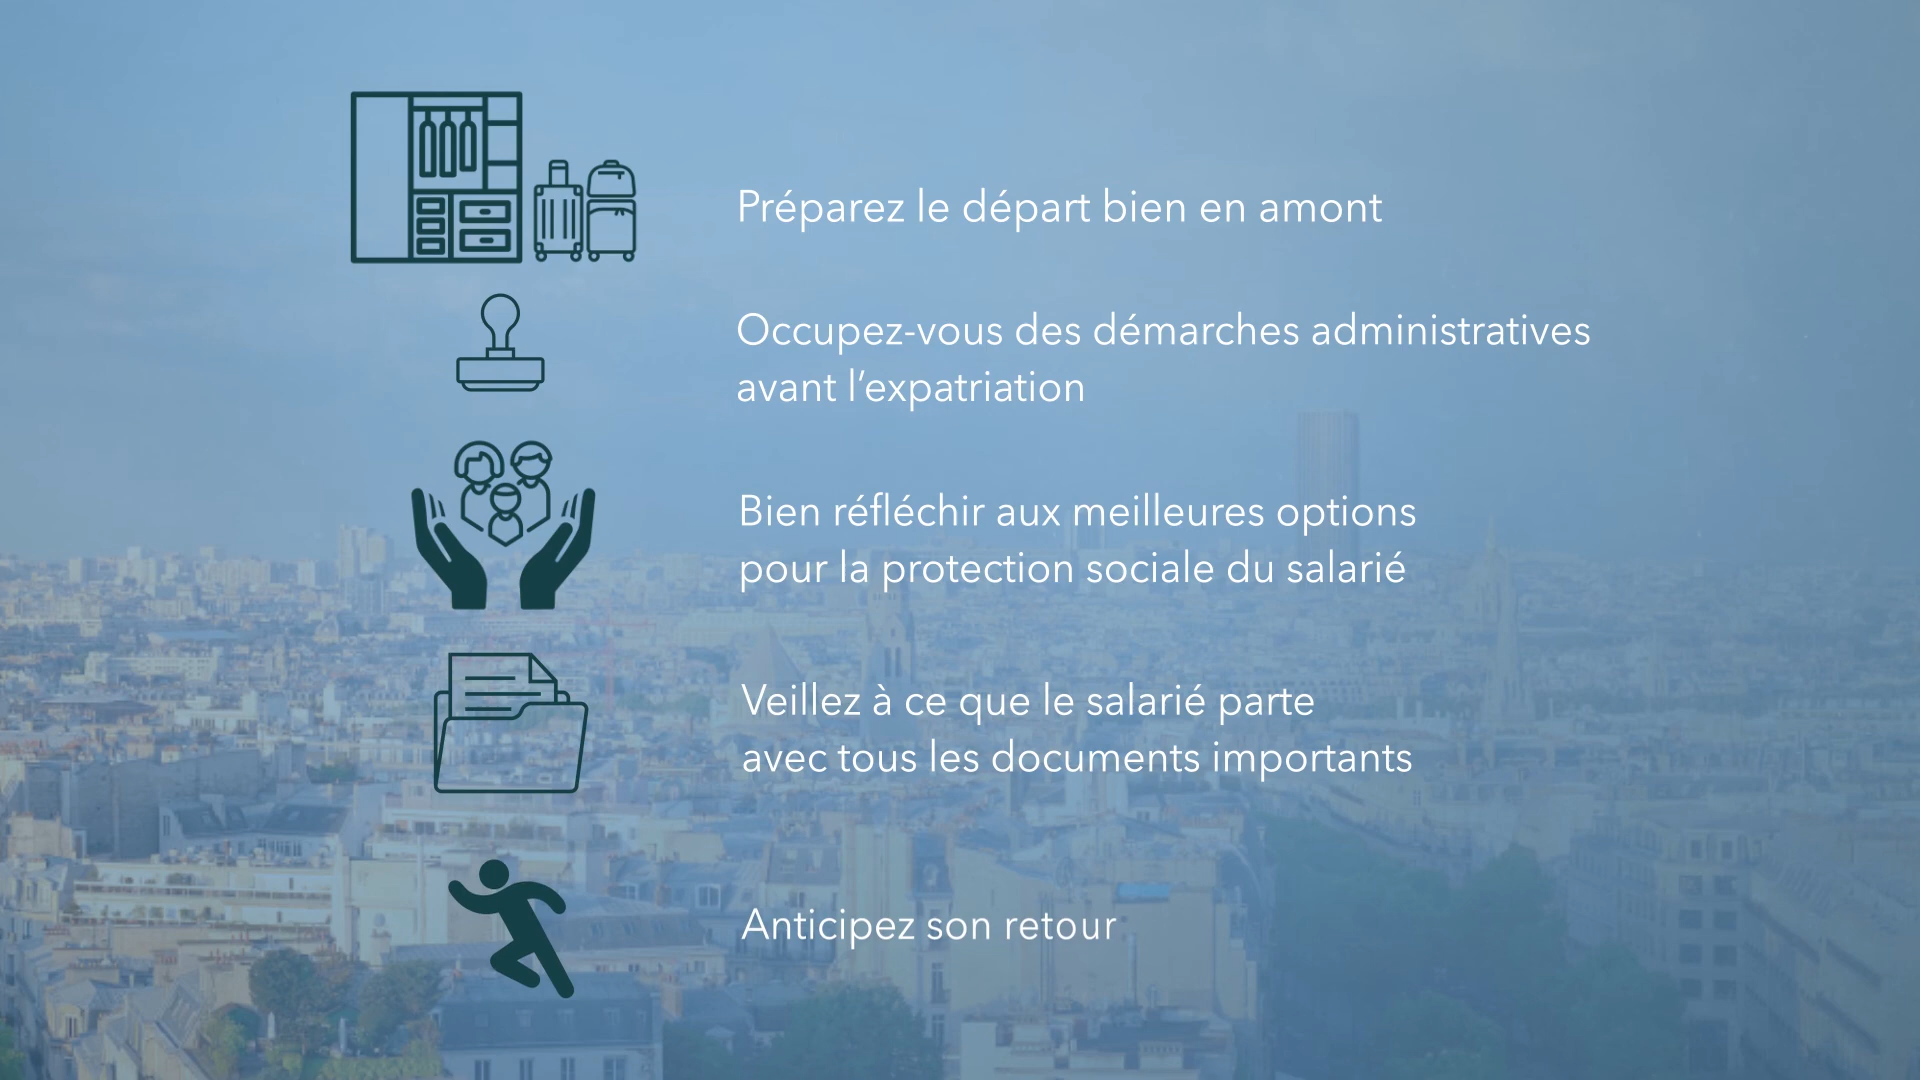 Préparez le départ bien en amont
Occupez-vous des démarches administratives
avant l’expatriation
Bien réfléchir aux meilleures options
pour la protection sociale du salarié
Veillez à ce que le salarié parte
avec tous les documents importants
Anticipez son retour